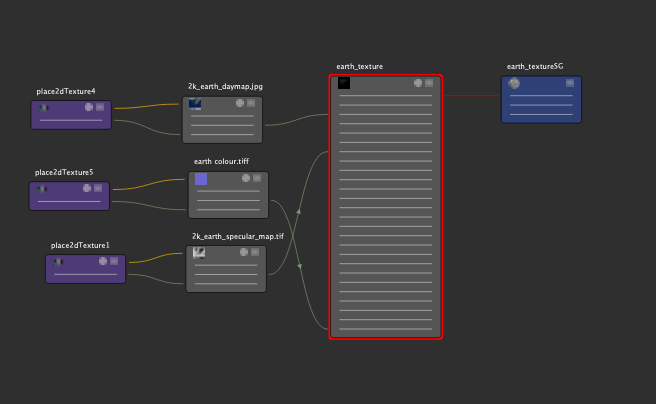 earth_texture
earth_textureSG
place2dTexture4
2k_earth_daymap.jpg
earth colour.tiff
place2dTexture5
2k_earth_specular_map.tif
place2dTexture1